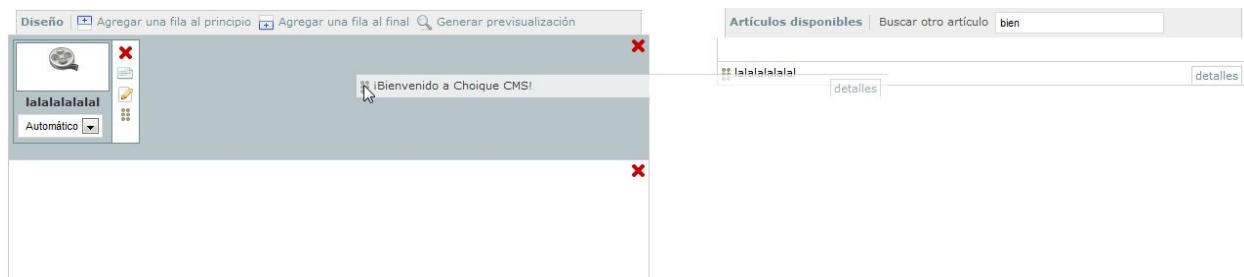 Diseño Agregar una fila al principio Agregar una fila al final Generar previsualización
Artículos disponibles Buscar otro artículo bien
lalalalalalal
Automático
¡Bienvenido a Choique CMS!
detalles
lalalalalalal
detalles